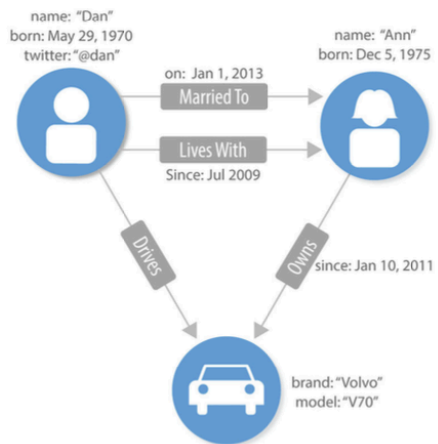 name: "Dan"
born: May 29, 1970
twitter: "@dan"
name: "Ann"
born: Dec 5, 1975
on: Jan 1, 2013
Married To
Lives With
Since: Jul 2009
Drives
Owns
since: Jan 10, 2011
brand: "Volvo"
model: "V70"